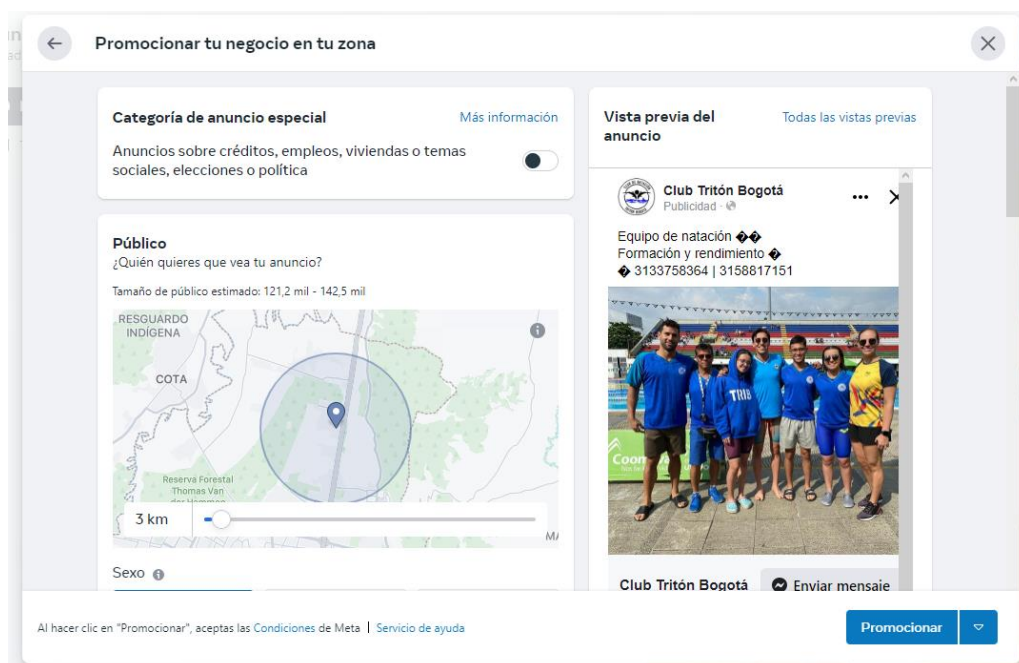 Promocionar tu negocio en tu zona
Categoría de anuncio especial
Más información
Anuncios sobre créditos, empleos, viviendas o temas
sociales, elecciones o política
Público
¿Quién quieres que vea tu anuncio?
Tamaño de público estimado: 121,2 mil - 142,5 mil
RESGUARDO
INDÍGENA
COTA
Reserva Forestal
Thomas Van
3 km
Sexo
Vista previa del
anuncio
Todas las vistas previas
Club Tritón Bogotá
Publicidad ·
Equipo de natación ��
Formación y rendimiento �
� 3133758364 | 3158817151
TRIB
Club Tritón Bogotá
Enviar mensaje
Al hacer clic en "Promocionar", aceptas las Condiciones de Meta | Servicio de ayuda
Promocionar